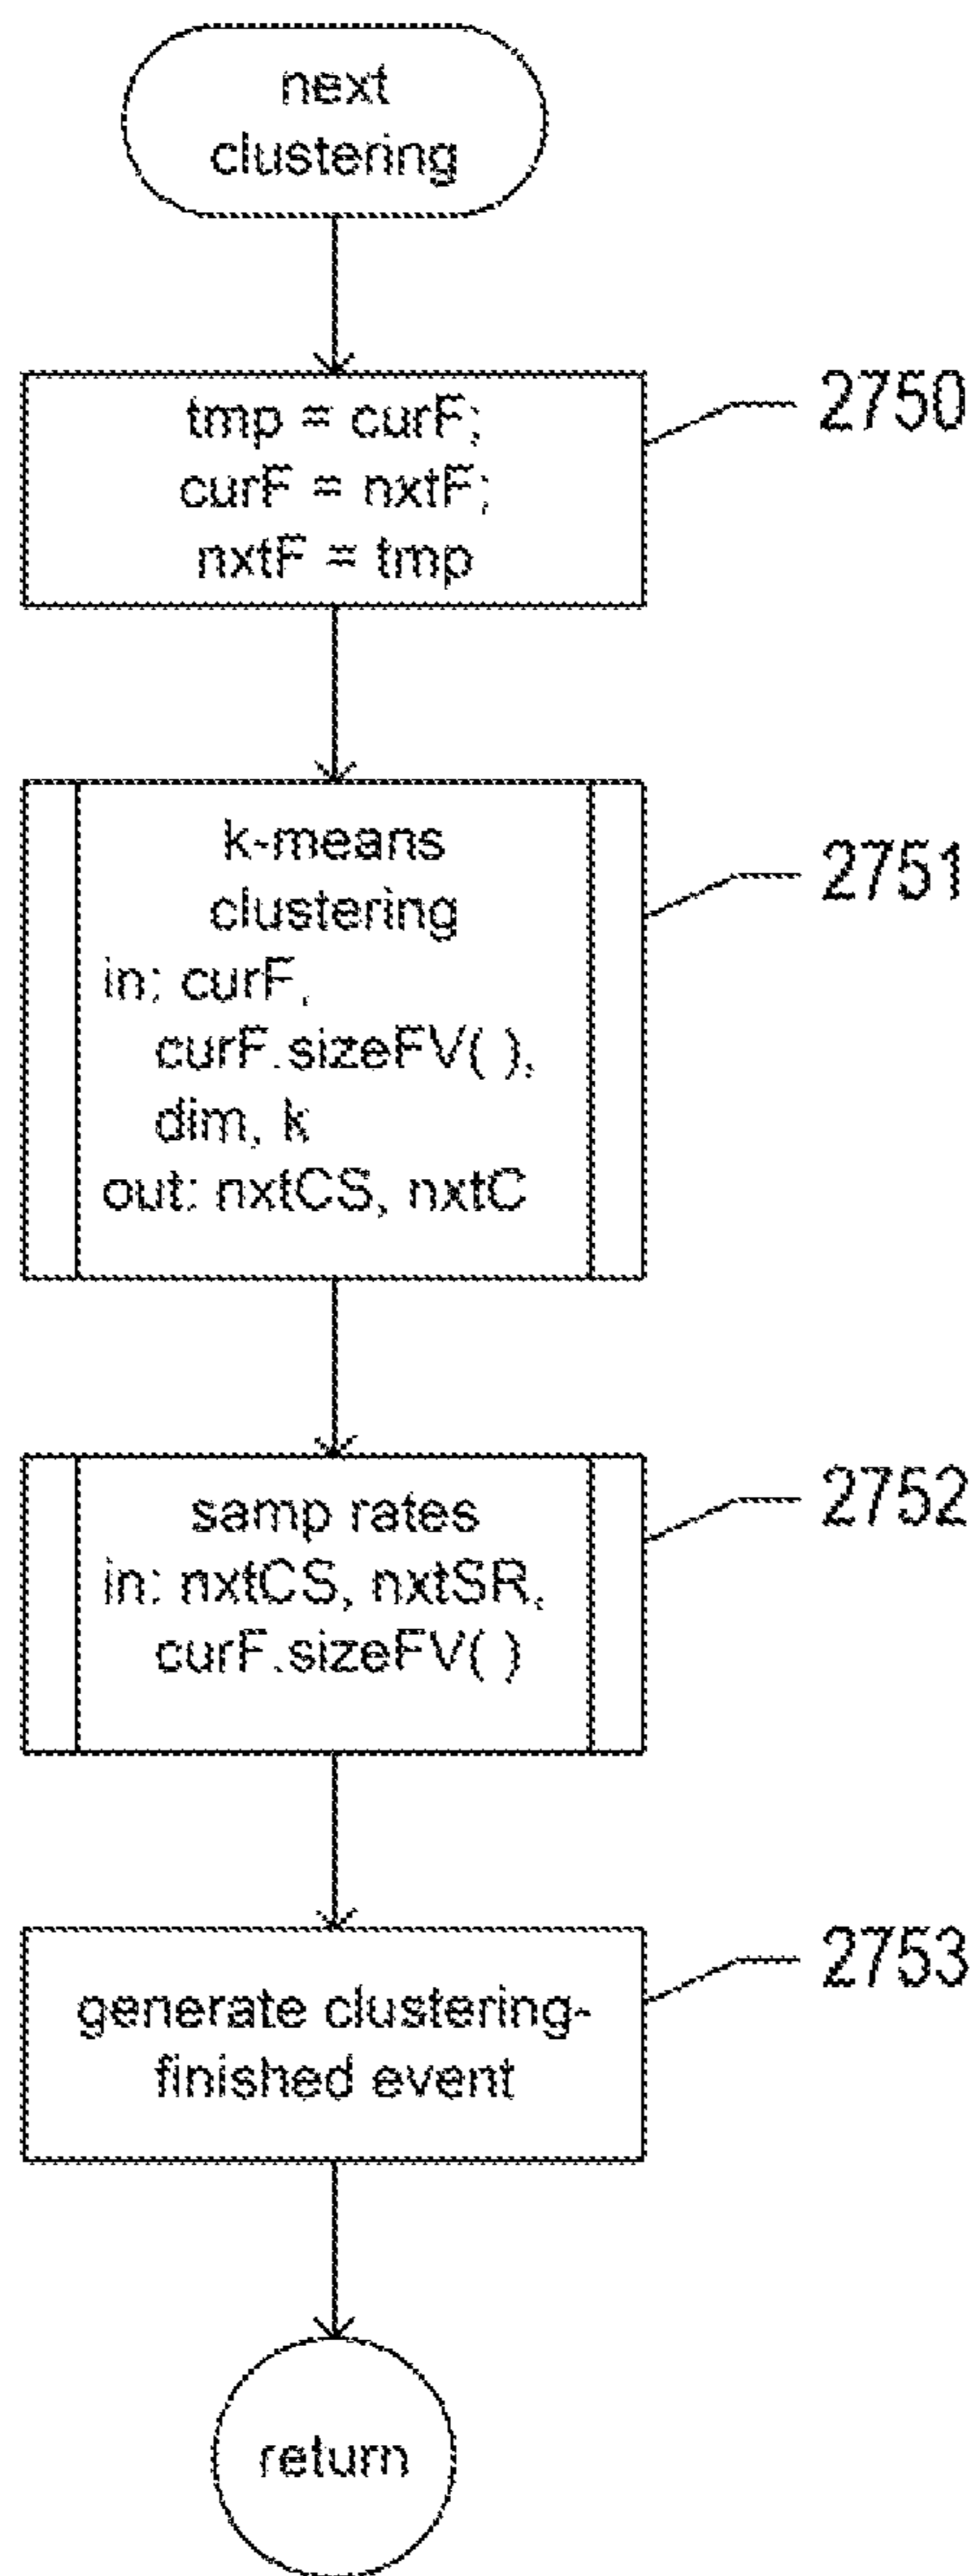 next
clustering
tmp = curF;
curF = nxtF;
nxtF = tmp
2750
k-means
clustering
in: curF,
curF.sizeFV( ),
dim, k
out: nxtCS, nxtC
2751
samp rates
in: nxtCS, nxtSR,
curF.sizeFV( )
2752
generate clustering-
finished event
2753
return